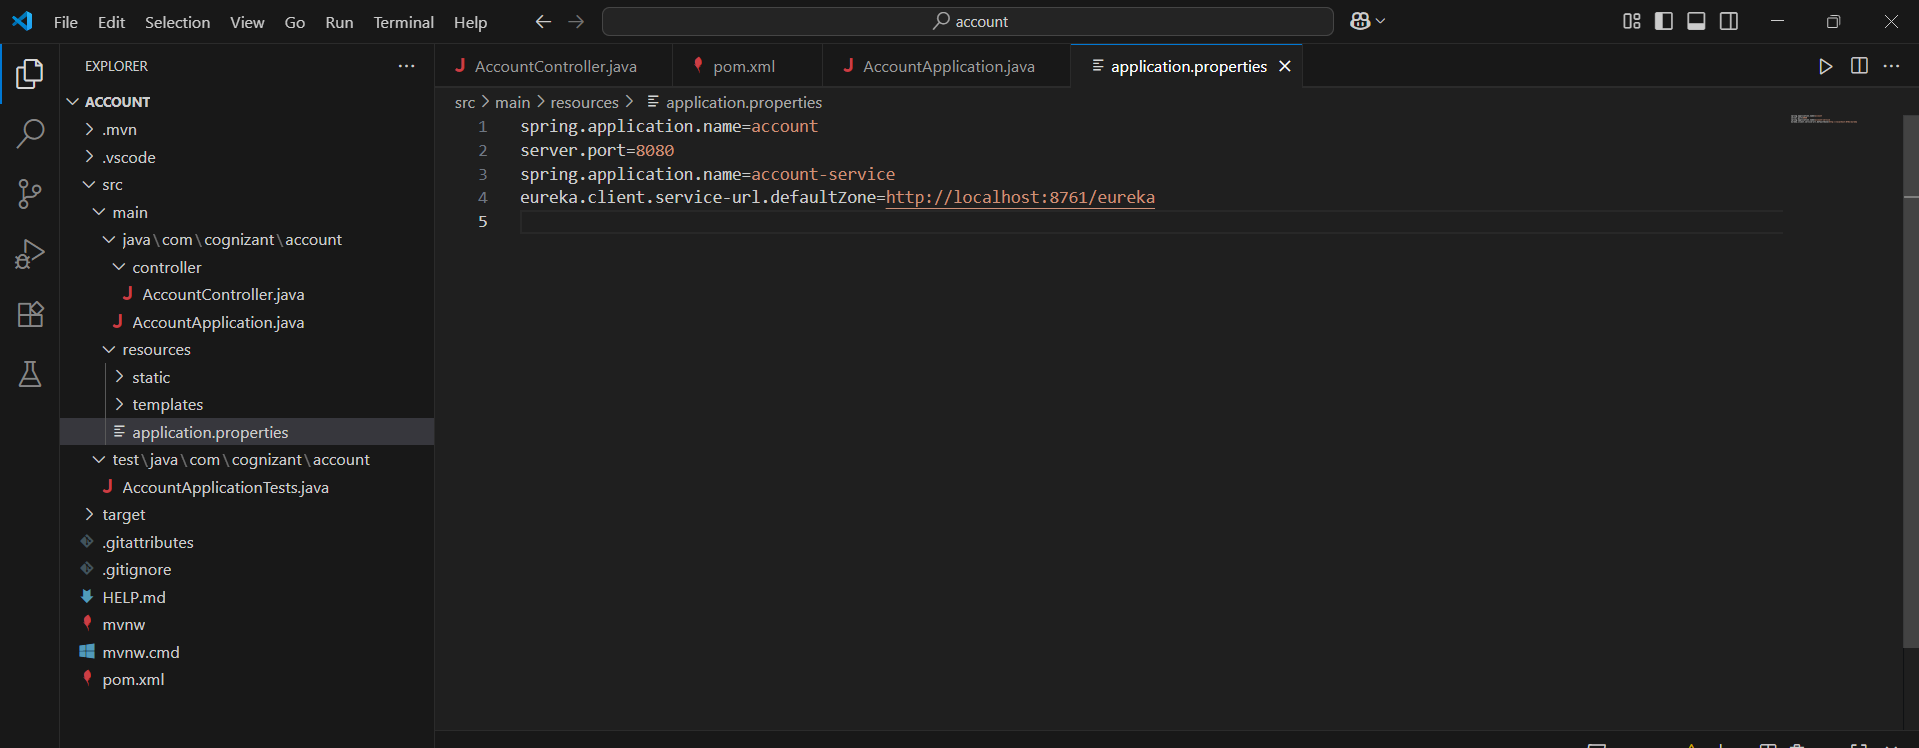 File Edit Selection View Go Run Terminal Help
account
EXPLORER
ACCOUNT
.mvn
.vscode
src
main
java\com\cognizant\account
controller
AccountController.java
AccountApplication.java
resources
static
templates
application.properties
test\java\com\cognizant\account
AccountApplicationTests.java
target
.gitattributes
.gitignore
HELP.md
mvnw
mvnw.cmd
pom.xml
AccountController.java pom.xml AccountApplication.java application.properties
src > main > resources > application.properties
1 spring.application.name=account
2 server.port=8080
3 spring.application.name=account-service
4 eureka.client.service-url.defaultZone=http://localhost:8761/eureka
5